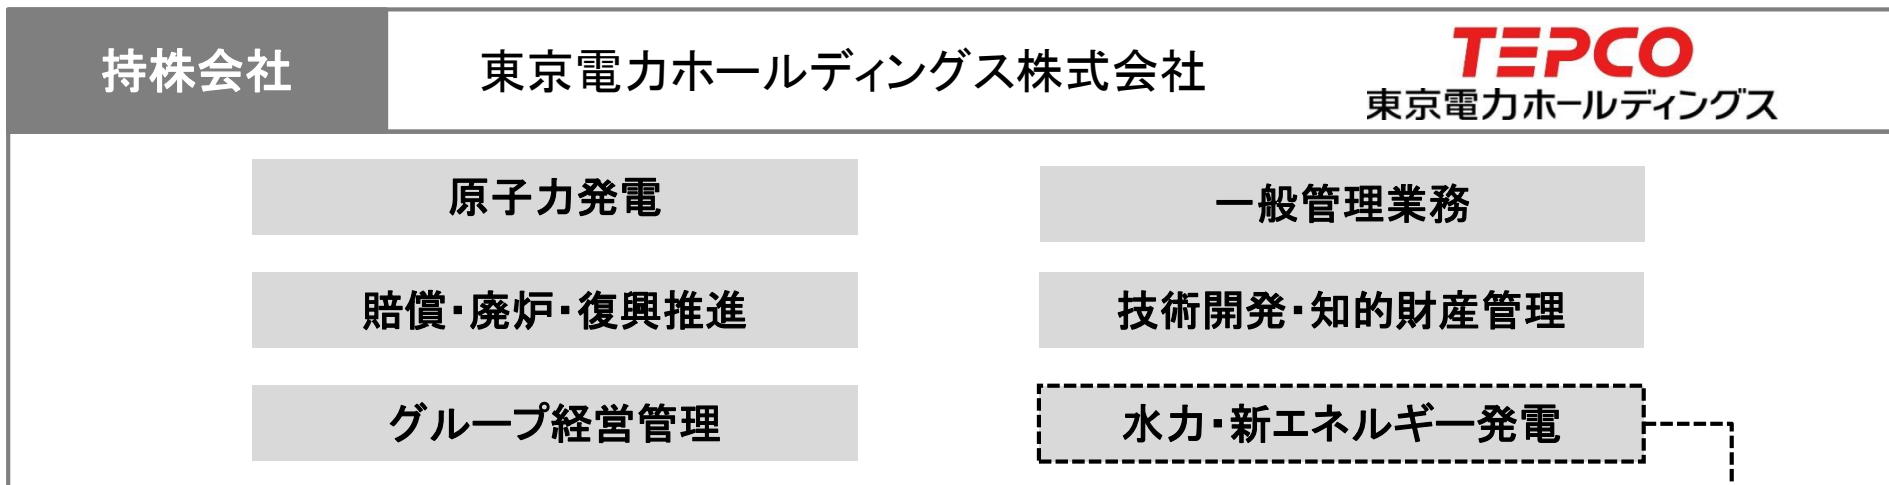 持株会社
東京電力ホールディングス株式会社
TEPCO
東京電力ホールディングス
原子力発電
一般管理業務
賠償・廃炉・復興推進
技術開発・知的財産管理
グループ経営管理
水力・新エネルギー発電